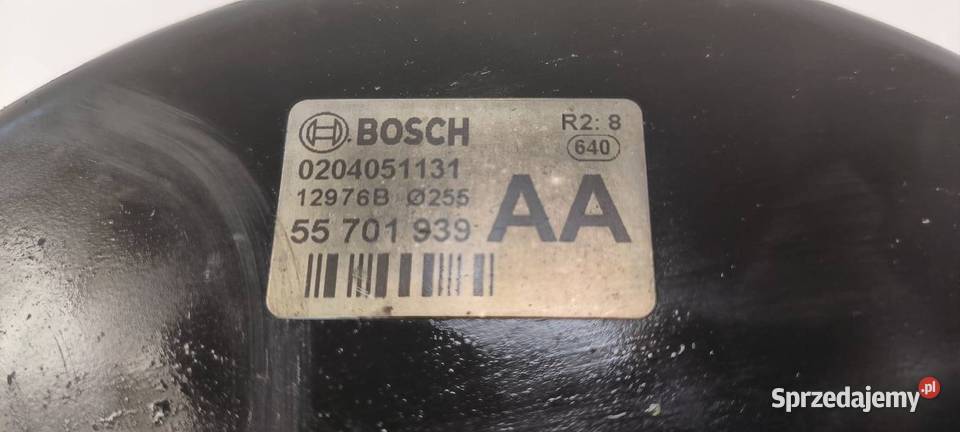 BOSCH
R2: 8
640
0204051131
12976B Ø255
55 701 939
AA
Sprzedajemy.pl